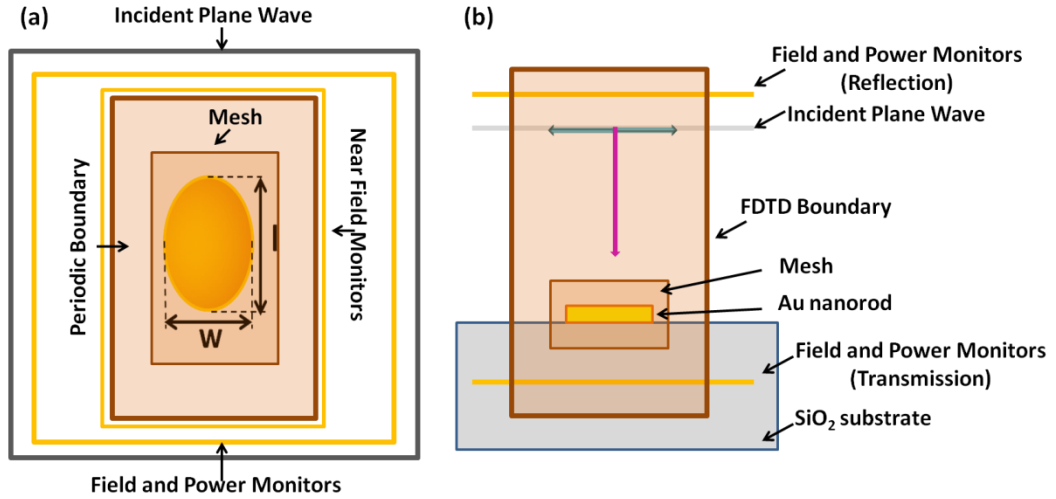 (a)
Incident Plane Wave
Mesh
Periodic Boundary
Near Field
Monitors
l
W
Field and Power Monitors
(b)
Field and Power Monitors
(Reflection)
Incident Plane Wave
FDTD Boundary
Mesh
Au nanorod
Field and Power Monitors
(Transmission)
SiO₂ substrate